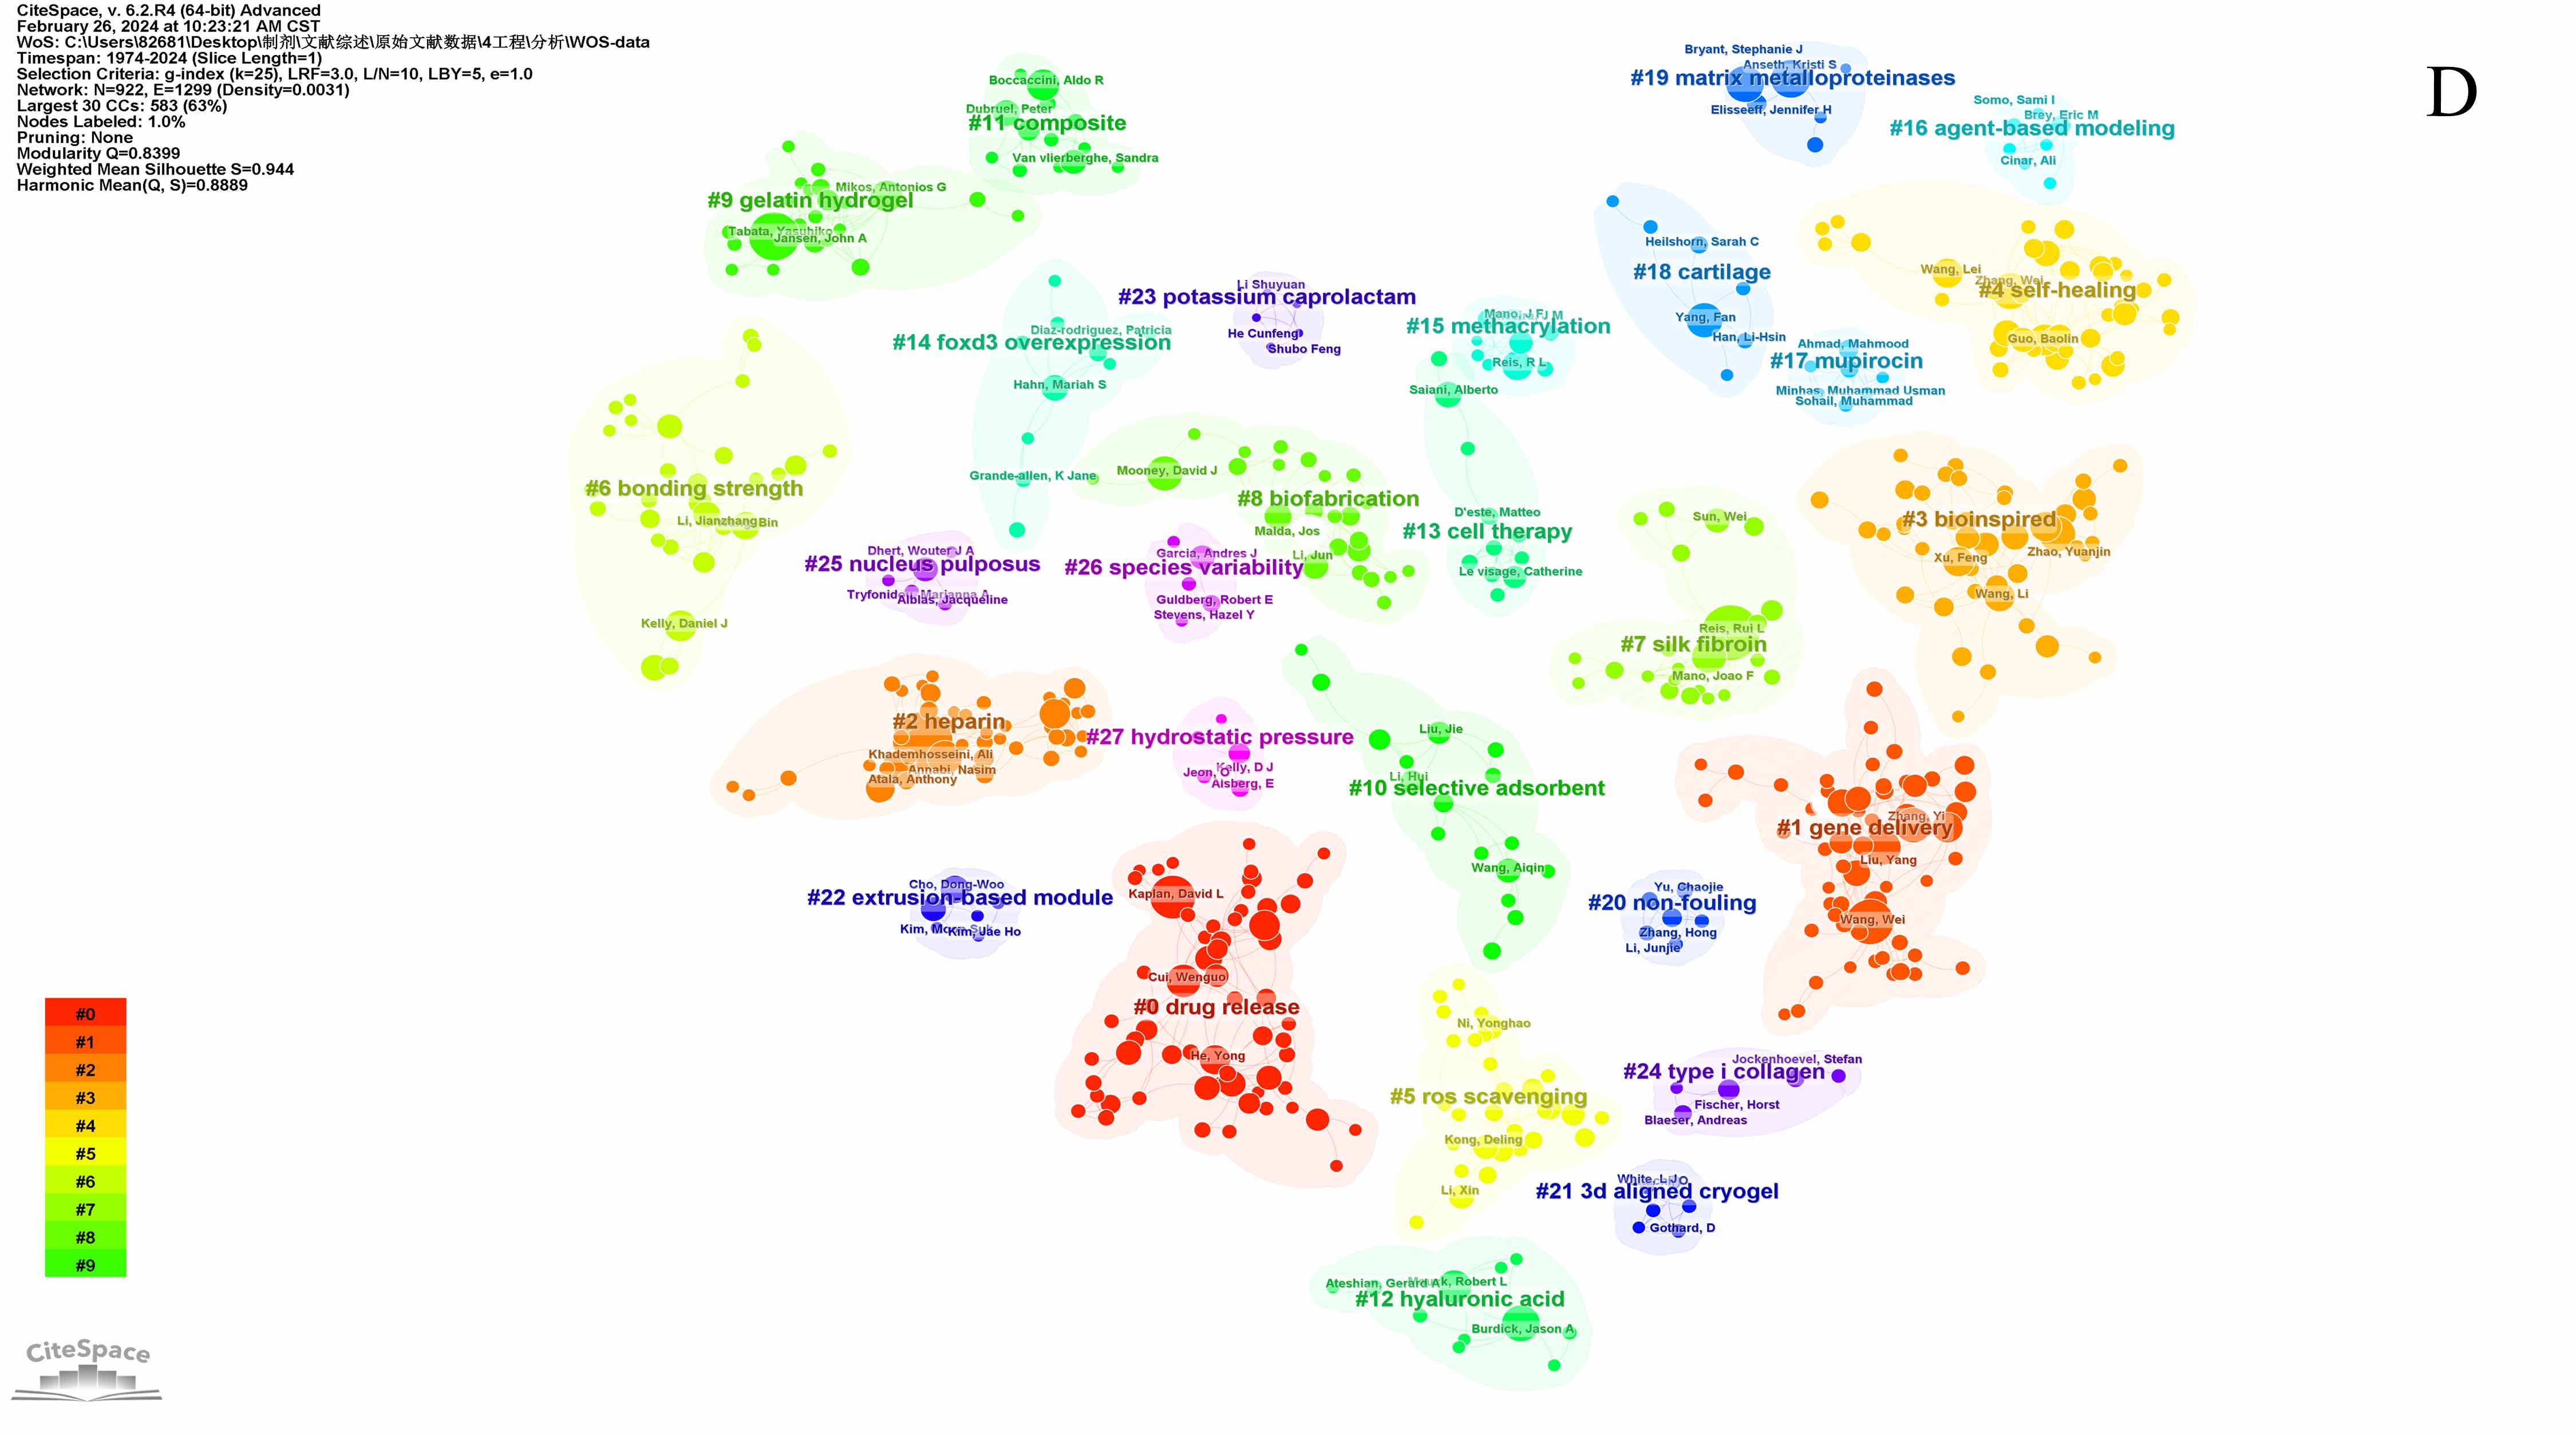 CiteSpace, v. 6.2.R4 (64-bit) Advanced
February 26, 2024 at 10:23:21 AM CST
WoS: C:\Users\82681\Desktop\制剂\文献综述\原始文献数据\4工程\分析\WOS-data
Timespan: 1974-2024 (Slice Length=1)
Selection Criteria: g-index (k=25), LRF=3.0, L/N=10, LBY=5, e=1.0
Network: N=922, E=1299 (Density=0.0031)
Largest 30 CCs: 583 (63%)
Nodes Labeled: 1.0%
Pruning: None
Modularity Q=0.8399
Weighted Mean Silhouette S=0.944
Harmonic Mean(Q, S)=0.8889
D
Boccaccini, Aldo R
Dubruel, Peter
#11 composite
Van vlierberghe, Sandra
Bryant, Stephanie J
Anseth, Kristi S
#19 matrix metalloproteinases
Elisseeff, Jennifer H
Somo, Sami I
Brey, Eric M
#16 agent-based modeling
Cinar, Ali
Mikos, Antonios G
#9 gelatin hydrogel
Tabata, Yasuhiko
Jansen, John A
Heilshorn, Sarah C
#18 cartilage
Yang, Fan
Han, Li-Hsin
Wang, Lei
Zhang, Wei
#4 self-healing
Guo, Baolin
Li Shuyuan
#23 potassium caprolactam
He Cunfeng
Shubo Feng
Diaz-rodriguez, Patricia
#14 foxd3 overexpression
Hahn, Mariah S
Grande-allen, K Jane
#15 methacrylation
Reis, R L
Saiani, Alberto
Ahmad, Mahmood
#17 mupirocin
Minhas, Muhammad Usman
Sohail, Muhammad
#6 bonding strength
Li, Jianzhang
Bin
Kelly, Daniel J
Mooney, David J
#8 biofabrication
Malda, Jos
Li, Jun
D'este, Matteo
#13 cell therapy
Le visage, Catherine
Sun, Wei
Reis, Rui L
#7 silk fibroin
Mano, Joao F
#3 bioinspired
Zhao, Yuanjin
Xu, Feng
Wang, Li
Dhert, Wouter J A
#25 nucleus pulposus
Alblas, Jacqueline
Garcia, Andres J
#26 species variability
Guldberg, Robert E
Stevens, Hazel Y
#2 heparin
Khademhosseini, Ali
Annabi, Nasim
Atala, Anthony
#27 hydrostatic pressure
Kelly, D J
Jeon, O
Alsberg, E
Liu, Jie
Li, Hui
#10 selective adsorbent
Wang, Aiqin
Zhang, Yi
#1 gene delivery
Liu, Yang
Wang, Wei
Cho, Dong-Woo
#22 extrusion-based module
Kim, Moon Suk
Kim, Jae Ho
Kaplan, David L
Cui, Wenguo
#0 drug release
He, Yong
Yu, Chaojie
#20 non-fouling
Zhang, Hong
Li, Junjie
Ni, Yonghao
#5 ros scavenging
Kong, Deling
Li, Xin
Jockenhoevel, Stefan
#24 type i collagen
Fischer, Horst
Blaeser, Andreas
#21 3d aligned cryogel
Gothard, D
Ateshian, Gerard A
Mauck, Robert L
#12 hyaluronic acid
Burdick, Jason A
#0
#1
#2
#3
#4
#5
#6
#7
#8
#9
CiteSpace